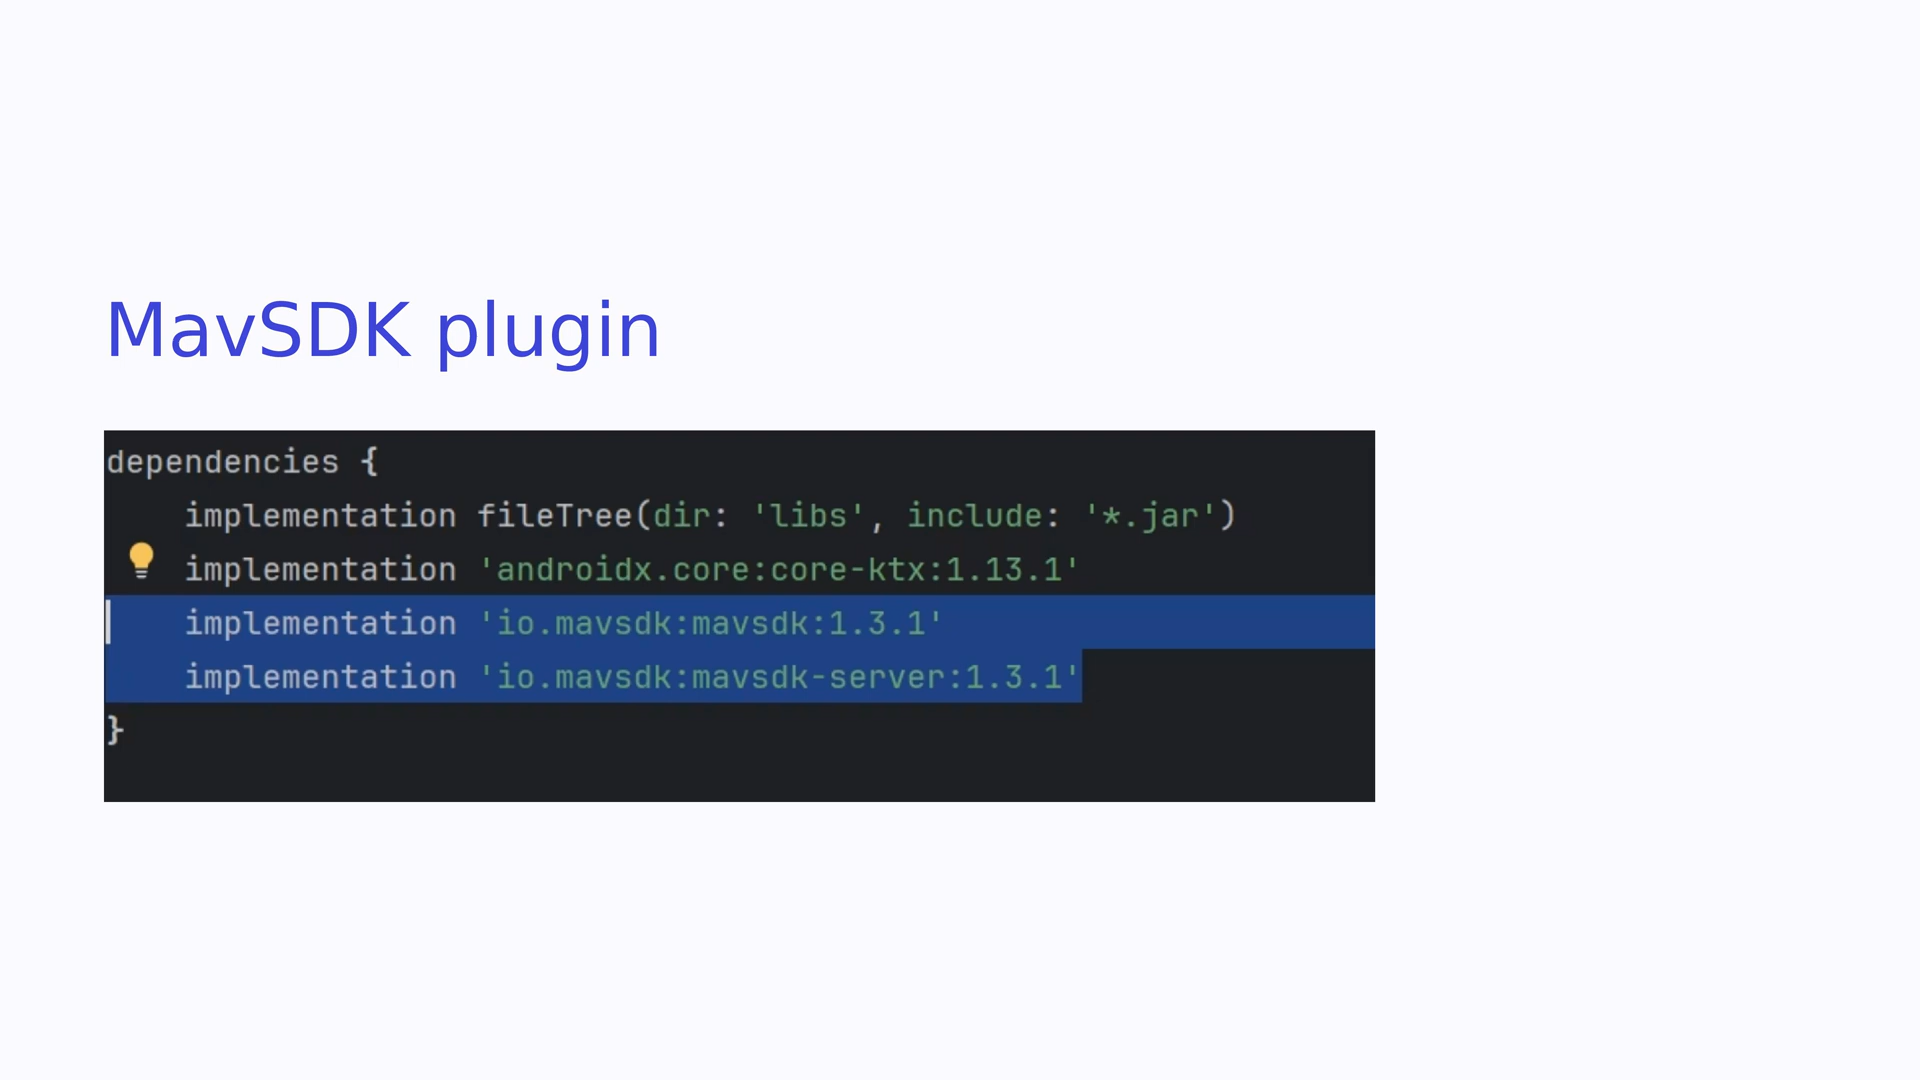 MavSDK plugin
dependencies {
implementation fileTree(dir: 'libs', include: '*.jar')
implementation 'androidx.core:core-ktx:1.13.1'
implementation 'io.mavsdk:mavsdk:1.3.1'
implementation 'io.mavsdk:mavsdk-server:1.3.1'
}